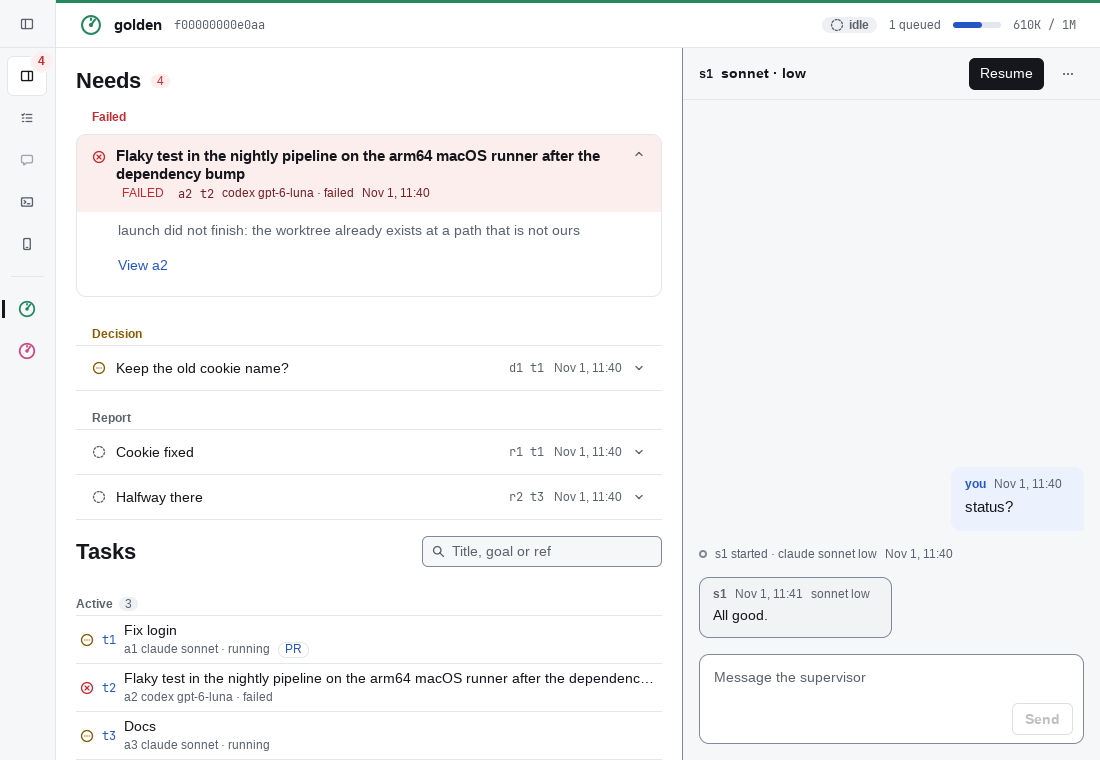 golden f00000000e0aa idle 1 queued 610K / 1M
4
Needs 4
Failed
Flaky test in the nightly pipeline on the arm64 macOS runner after the
dependency bump
FAILED a2 t2 codex gpt-6-luna · failed Nov 1, 11:40
launch did not finish: the worktree already exists at a path that is not ours
View a2
Decision
Keep the old cookie name? d1 t1 Nov 1, 11:40
Report
Cookie fixed r1 t1 Nov 1, 11:40
Halfway there r2 t3 Nov 1, 11:40
Tasks Title, goal or ref
Active 3
t1 Fix login
a1 claude sonnet · running PR
t2 Flaky test in the nightly pipeline on the arm64 macOS runner after the dependenc…
a2 codex gpt-6-luna · failed
t3 Docs
a3 claude sonnet · running
s1 sonnet · low Resume
you Nov 1, 11:40
status?
s1 started · claude sonnet low Nov 1, 11:40
s1 Nov 1, 11:41 sonnet low
All good.
Message the supervisor
Send